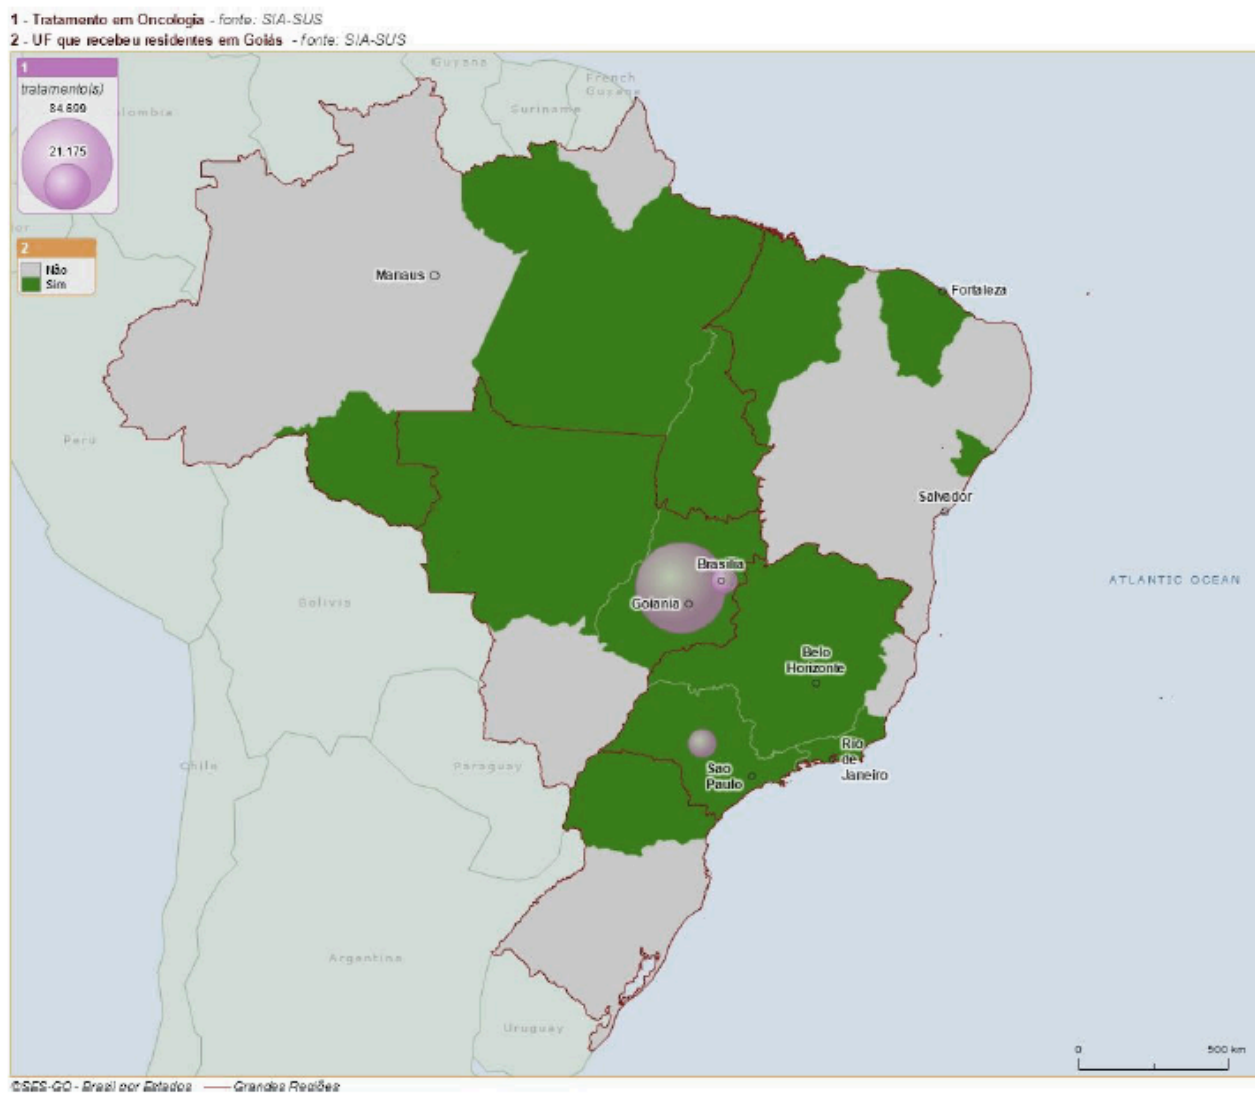 1 - Tratamento em Oncologia - fonte: SIA-SUS
2 - UF que recebeu residentes em Goiás - fonte: SIA-SUS
1
tratamento(s)
84.699
21.175
2
Não
Sim
Guyana
French
Guyane
Suriname
olombia
Manaus
Fortaleza
Peru
Salvador
Brasília
Goiania
ATLANTIC OCEAN
Bolivia
Belo
Horizonte
Rio
de
Janeiro
Sao
Paulo
Chile
Paraguay
Argentina
Uruguay
0
500 km
©SES-GO - Brasil por Estados
Grandes Regiões